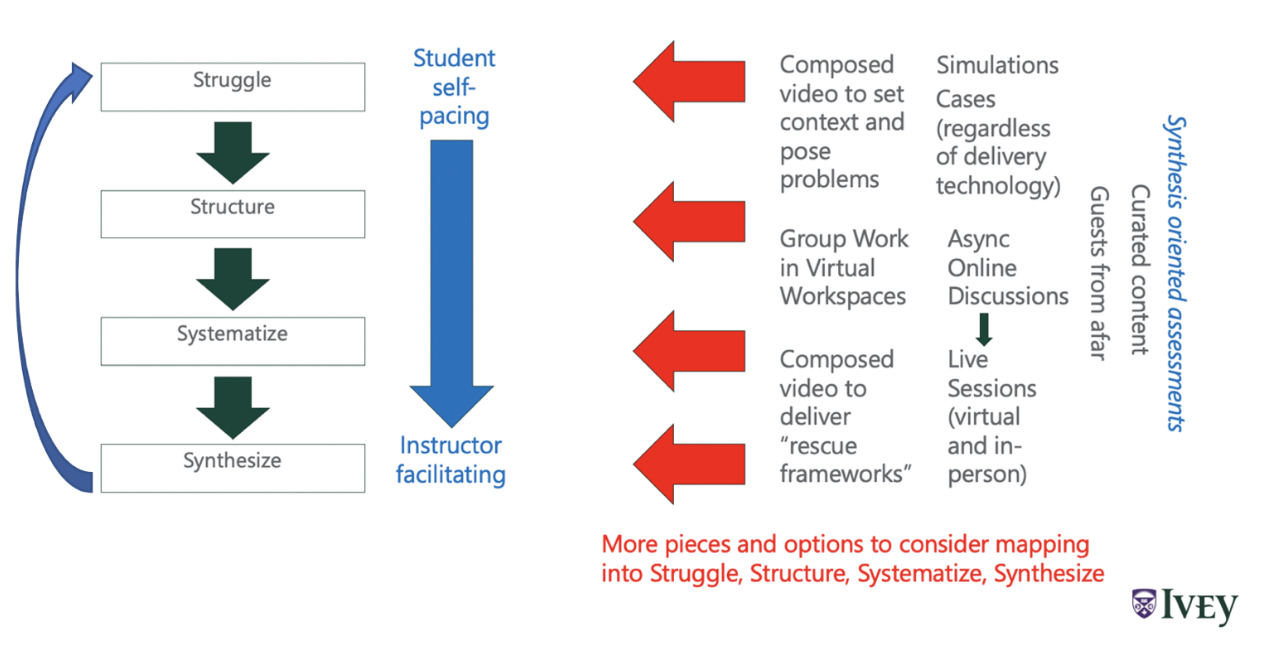 Struggle
Structure
Systematize
Synthesize
Student
self-
pacing
Instructor
facilitating
Composed
video to set
context and
pose
problems
Simulations
Cases
(regardless
of delivery
technology)
Group Work
in Virtual
Workspaces
Async
Online
Discussions
Composed
video to
deliver
“rescue
frameworks”
Live
Sessions
(virtual
and in-
person)
Guests from afar
Curated content
Synthesis oriented assessments
More pieces and options to consider mapping
into Struggle, Structure, Systematize, Synthesize
IVEY